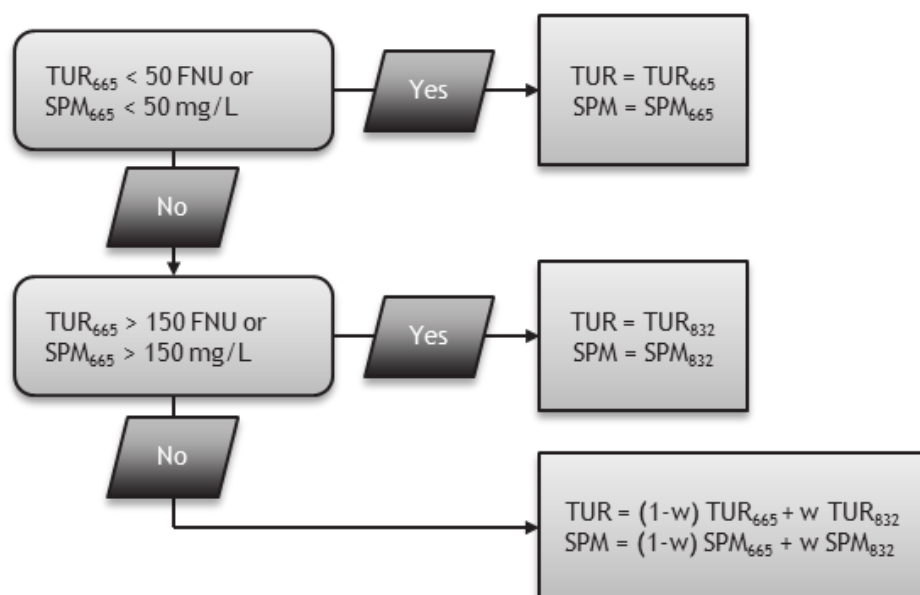 TUR₆₆₅ < 50 FNU or
SPM₆₆₅ < 50 mg/L
Yes
TUR = TUR₆₆₅
SPM = SPM₆₆₅
No
TUR₆₆₅ > 150 FNU or
SPM₆₆₅ > 150 mg/L
Yes
TUR = TUR₈₃₂
SPM = SPM₈₃₂
No
TUR = (1-w) TUR₆₆₅ + w TUR₈₃₂
SPM = (1-w) SPM₆₆₅ + w SPM₈₃₂